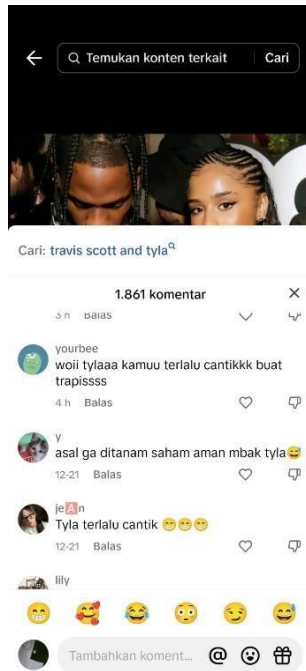 Temukan konten terkait
Cari
Cari: travis scott and tyla
1.861 komentar
Balas
yourbee
woii tylaaa kamuu terlalu cantikkk buat
trapissss
4 h Balas
y
asal ga ditanam saham aman mbak tyla😅
12-21 Balas
je🅰n
Tyla terlalu cantik 😁😁😁
12-21 Balas
lily
Tambahkan koment...